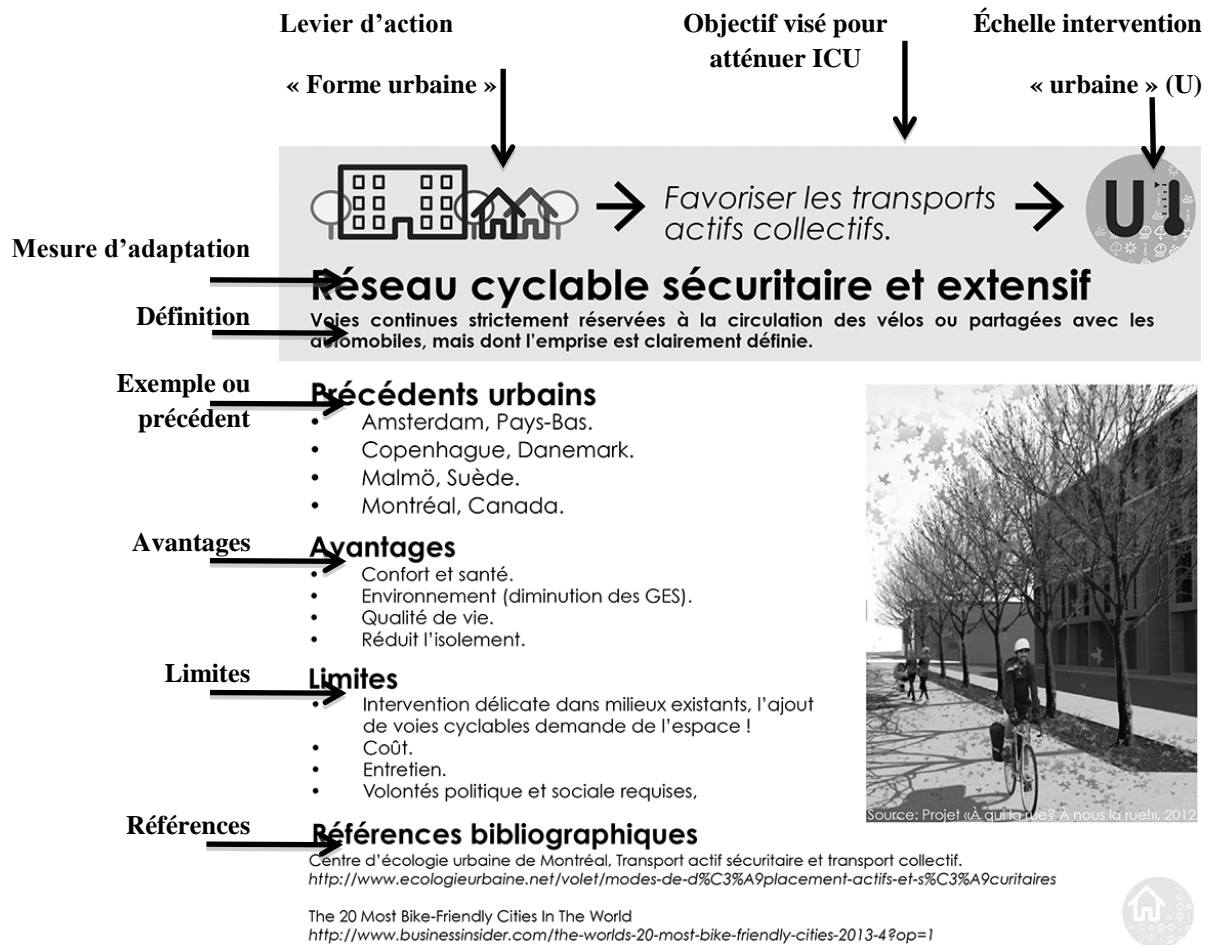 Levier d’action
« Forme urbaine »
Objectif visé pour
atténuer ICU
Échelle intervention
« urbaine » (U)
Favoriser les transports
actifs collectifs.
U
Mesure d’adaptation
Réseau cyclable sécuritaire et extensif
Définition
Voies continues strictement réservées à la circulation des vélos ou partagées avec les
automobiles, mais dont l’emprise est clairement définie.
Exemple ou
précédent
Précédents urbains
• Amsterdam, Pays-Bas.
• Copenhague, Danemark.
• Malmö, Suède.
• Montréal, Canada.
Avantages
Avantages
• Confort et santé.
• Environnement (diminution des GES).
• Qualité de vie.
• Réduit l’isolement.
Limites
Limites
• Intervention délicate dans milieux existants, l’ajout
de voies cyclables demande de l’espace !
• Coût.
• Entretien.
• Volontés politique et sociale requises,
Source: Projet «À qui la rue? À nous la rue!», 2012
Références
Références bibliographiques
Centre d’écologie urbaine de Montréal, Transport actif sécuritaire et transport collectif.
http://www.ecologieurbaine.net/volet/modes-de-d%C3%A9placement-actifs-et-s%C3%A9curitaires
The 20 Most Bike-Friendly Cities In The World
http://www.businessinsider.com/the-worlds-20-most-bike-friendly-cities-2013-4?op=1